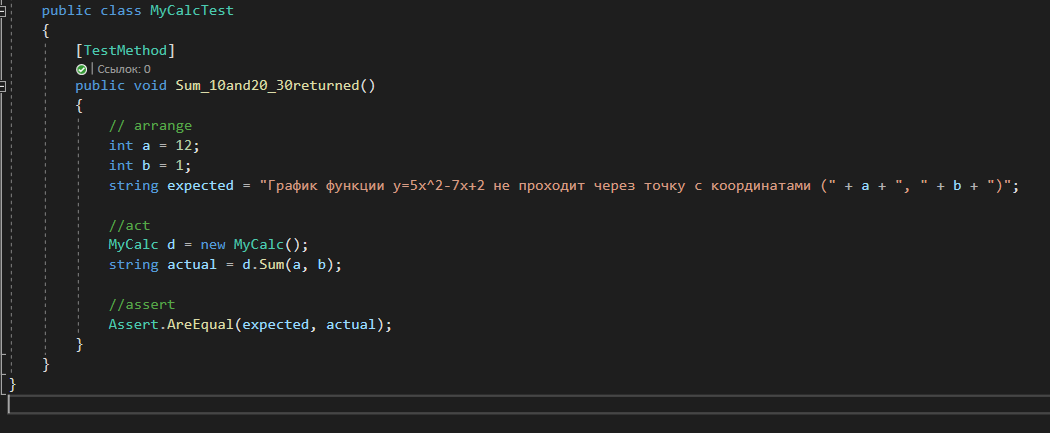 public class MyCalcTest
{
[TestMethod]
| Ссылок: 0
public void Sum_10and20_30returned()
{
// arrange
int a = 12;
int b = 1;
string expected = "График функции y=5x^2-7x+2 не проходит через точку с координатами (" + a + ", " + b + ")";
//act
MyCalc d = new MyCalc();
string actual = d.Sum(a, b);
//assert
Assert.AreEqual(expected, actual);
}
}
}